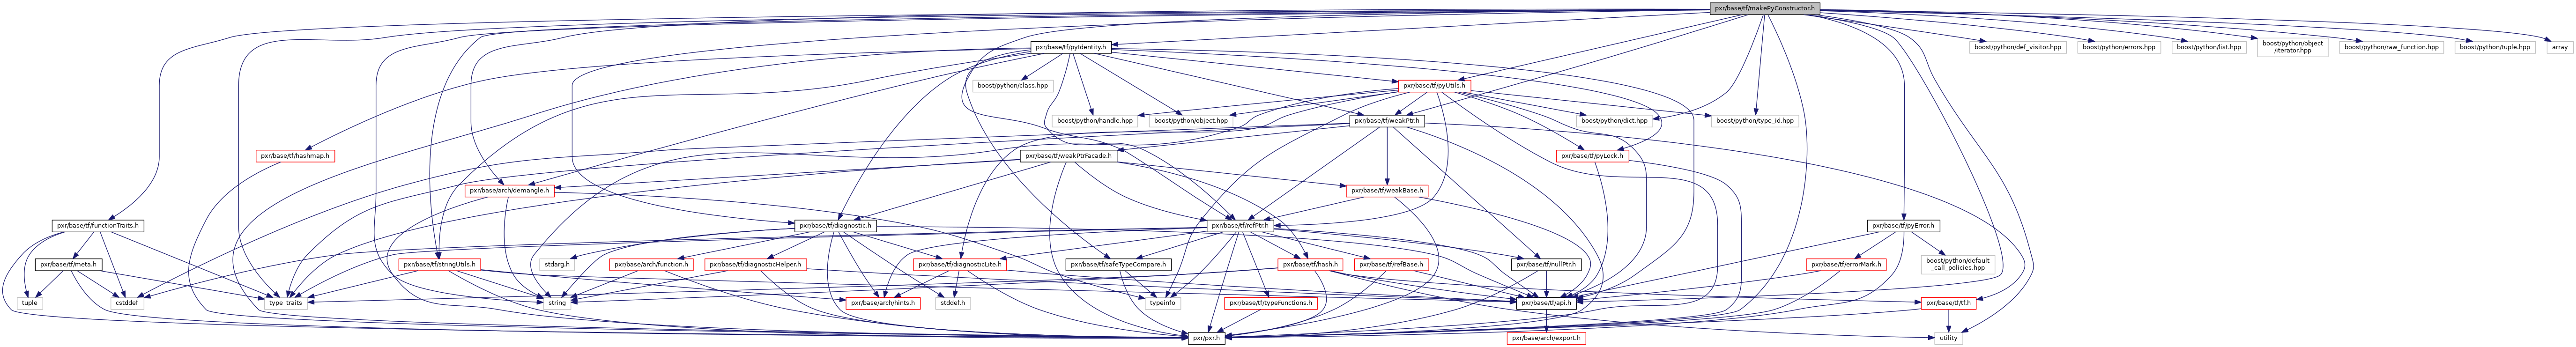 pxr/base/tf/makePyConstructor.h
pxr/base/tf/pyIdentity.h
boost/python/def_visitor.hpp
boost/python/errors.hpp
boost/python/list.hpp
boost/python/object
/iterator.hpp
boost/python/raw_function.hpp
boost/python/tuple.hpp
array
boost/python/class.hpp
pxr/base/tf/pyUtils.h
boost/python/handle.hpp
boost/python/object.hpp
pxr/base/tf/weakPtr.h
boost/python/dict.hpp
boost/python/type_id.hpp
pxr/base/tf/hashmap.h
pxr/base/tf/weakPtrFacade.h
pxr/base/tf/pyLock.h
pxr/base/arch/demangle.h
pxr/base/tf/weakBase.h
pxr/base/tf/functionTraits.h
pxr/base/tf/diagnostic.h
pxr/base/tf/refPtr.h
pxr/base/tf/pyError.h
pxr/base/tf/meta.h
pxr/base/tf/stringUtils.h
stdarg.h
pxr/base/arch/function.h
pxr/base/tf/diagnosticHelper.h
pxr/base/tf/diagnosticLite.h
pxr/base/tf/safeTypeCompare.h
pxr/base/tf/hash.h
pxr/base/tf/refBase.h
pxr/base/tf/nullPtr.h
pxr/base/tf/errorMark.h
boost/python/default
_call_policies.hpp
tuple
cstddef
type_traits
string
pxr/base/arch/hints.h
stddef.h
typeinfo
pxr/base/tf/typeFunctions.h
pxr/base/tf/api.h
pxr/base/tf/tf.h
pxr/pxr.h
pxr/base/arch/export.h
utility